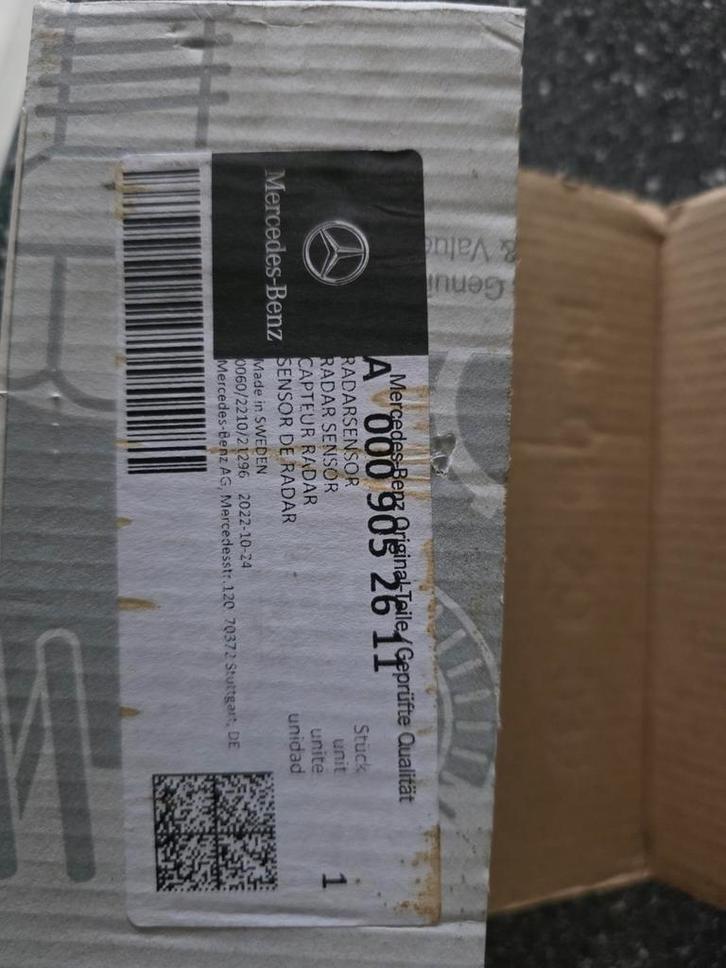 Mercedes-Benz
Mercedes-Benz Original-Teile / Geprüfte Qualität
A 000 905 26 11
RADARSENSOR
RADAR SENSOR
CAPTEUR RADAR
SENSOR DE RADAR
Stück
unit
unite
unidad
1
Made in SWEDEN
0060/2210/21296 2022-10-24
Mercedes-Benz AG, Mercedesstr.120 70372 Stuttgart, DE
& Value